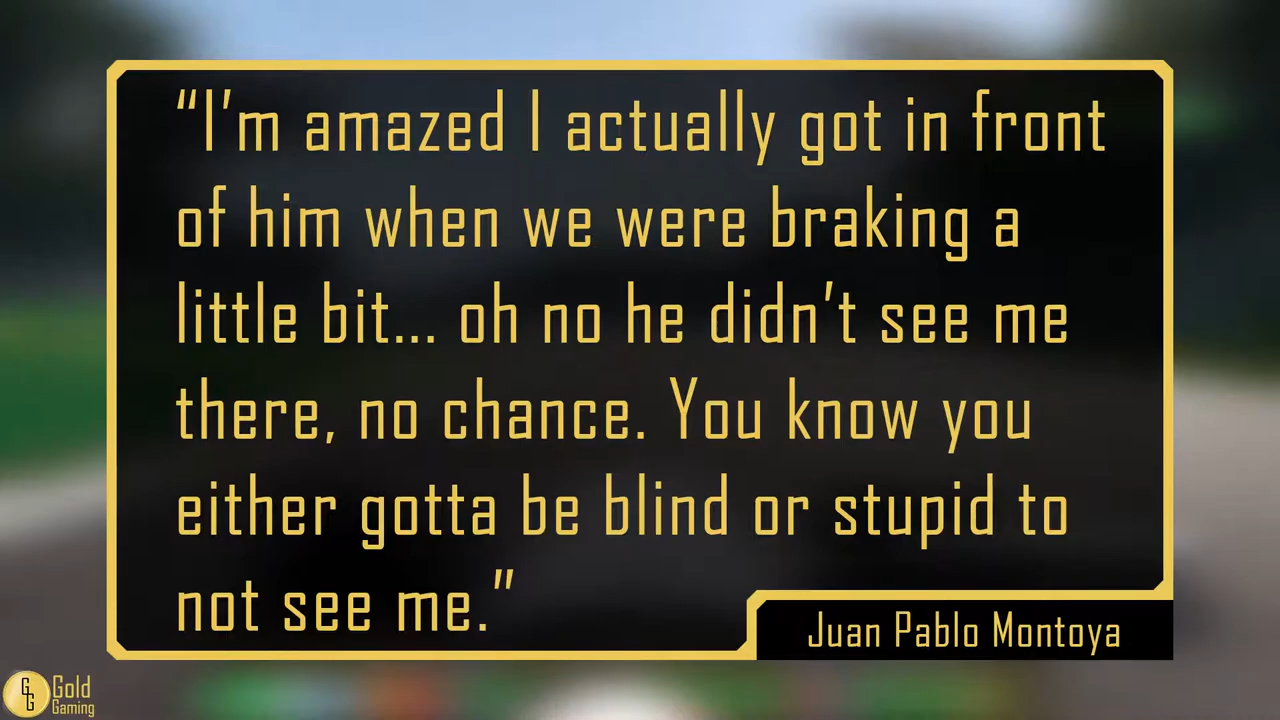 “I’m amazed I actually got in front
of him when we were braking a
little bit... oh no he didn’t see me
there, no chance. You know you
either gotta be blind or stupid to
not see me.”
Juan Pablo Montoya
GG
Gold
Gaming